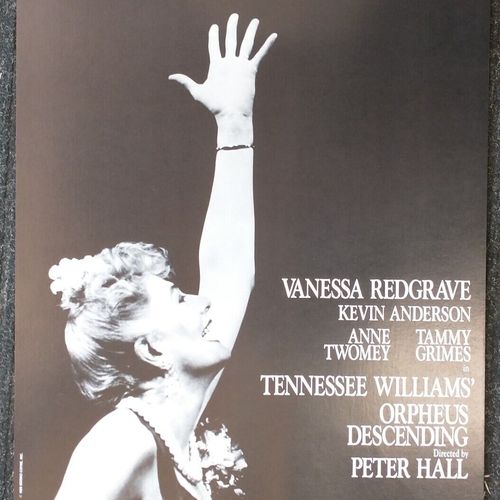 VANESSA REDGRAVE
KEVIN ANDERSON
ANNE TAMMY
TWOMEY GRIMES
in
TENNESSEE WILLIAMS'
ORPHEUS
DESCENDING
Directed by
PETER HALL